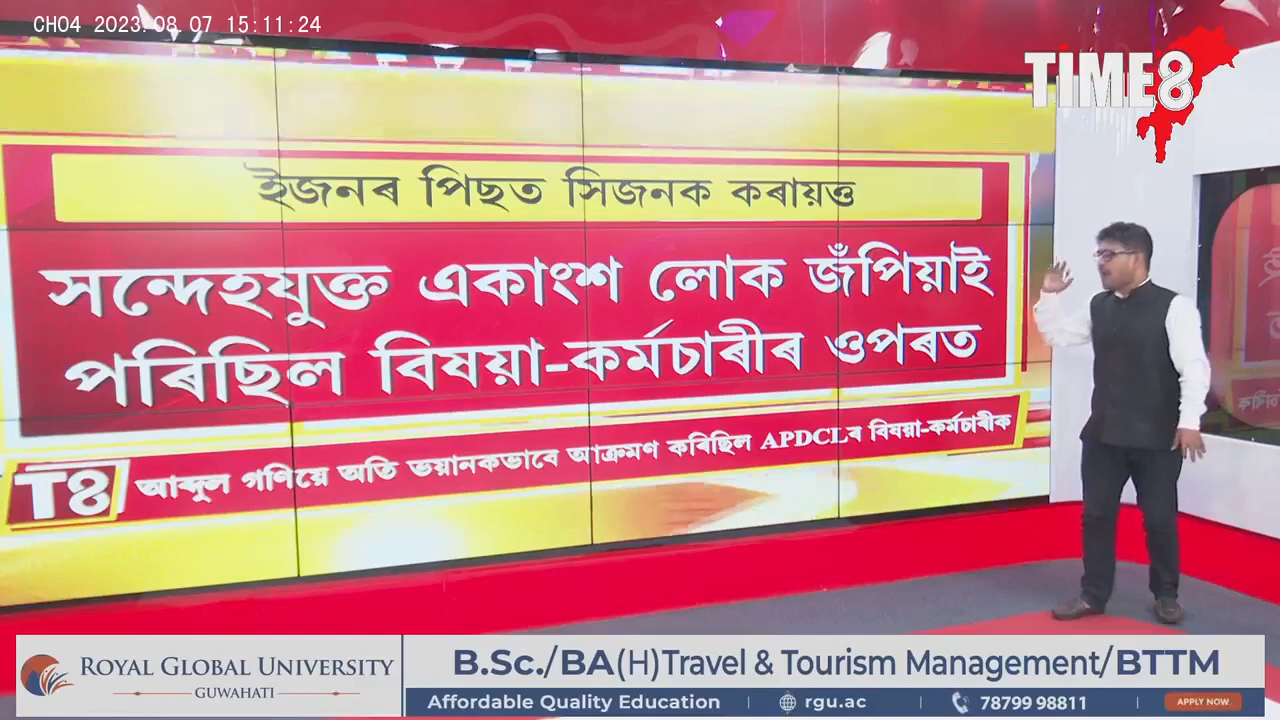 CH04 2023.08.07 15:11:24
TIME8
ইজনৰ পিছত সিজনক কৰায়ত্ত
সন্দেহযুক্ত একাংশ লোক জঁপিয়াই
পৰিছিল বিষয়া-কৰ্মচাৰীৰ ওপৰত
T8 আব্দুল গণিয়ে অতি ভয়ানকভাবে আক্ৰমণ কৰিছিল APDCLৰ বিষয়া-কৰ্মচাৰীক
ROYAL GLOBAL UNIVERSITY
GUWAHATI
B.Sc./BA(H)Travel & Tourism Management/BTTM
Affordable Quality Education | rgu.ac | 78799 98811 | APPLY NOW